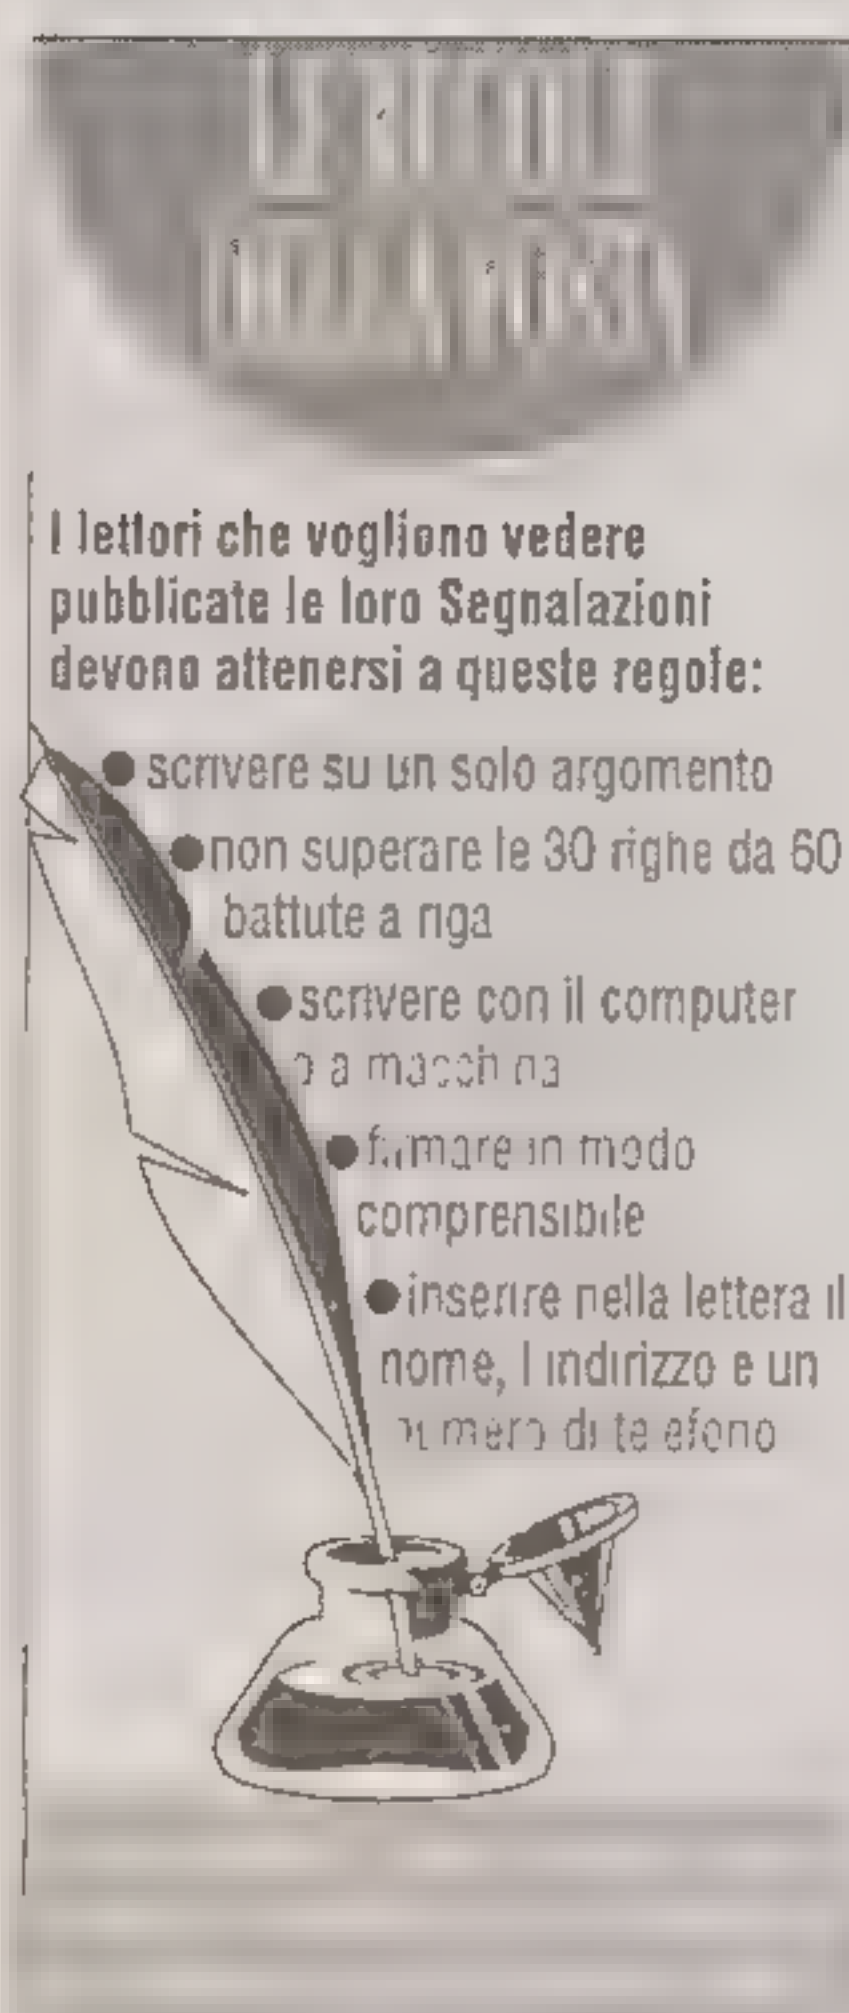 I lettori che vogliono vedere
pubblicate le loro Segnalazioni
devono attenersi a queste regole:
● scrivere su un solo argomento
● non superare le 30 righe da 60
battute a riga
● scrivere con il computer
o a macchina
● firmare in modo
comprensibile
● inserire nella lettera il
nome, l indirizzo e un
numero di telefono